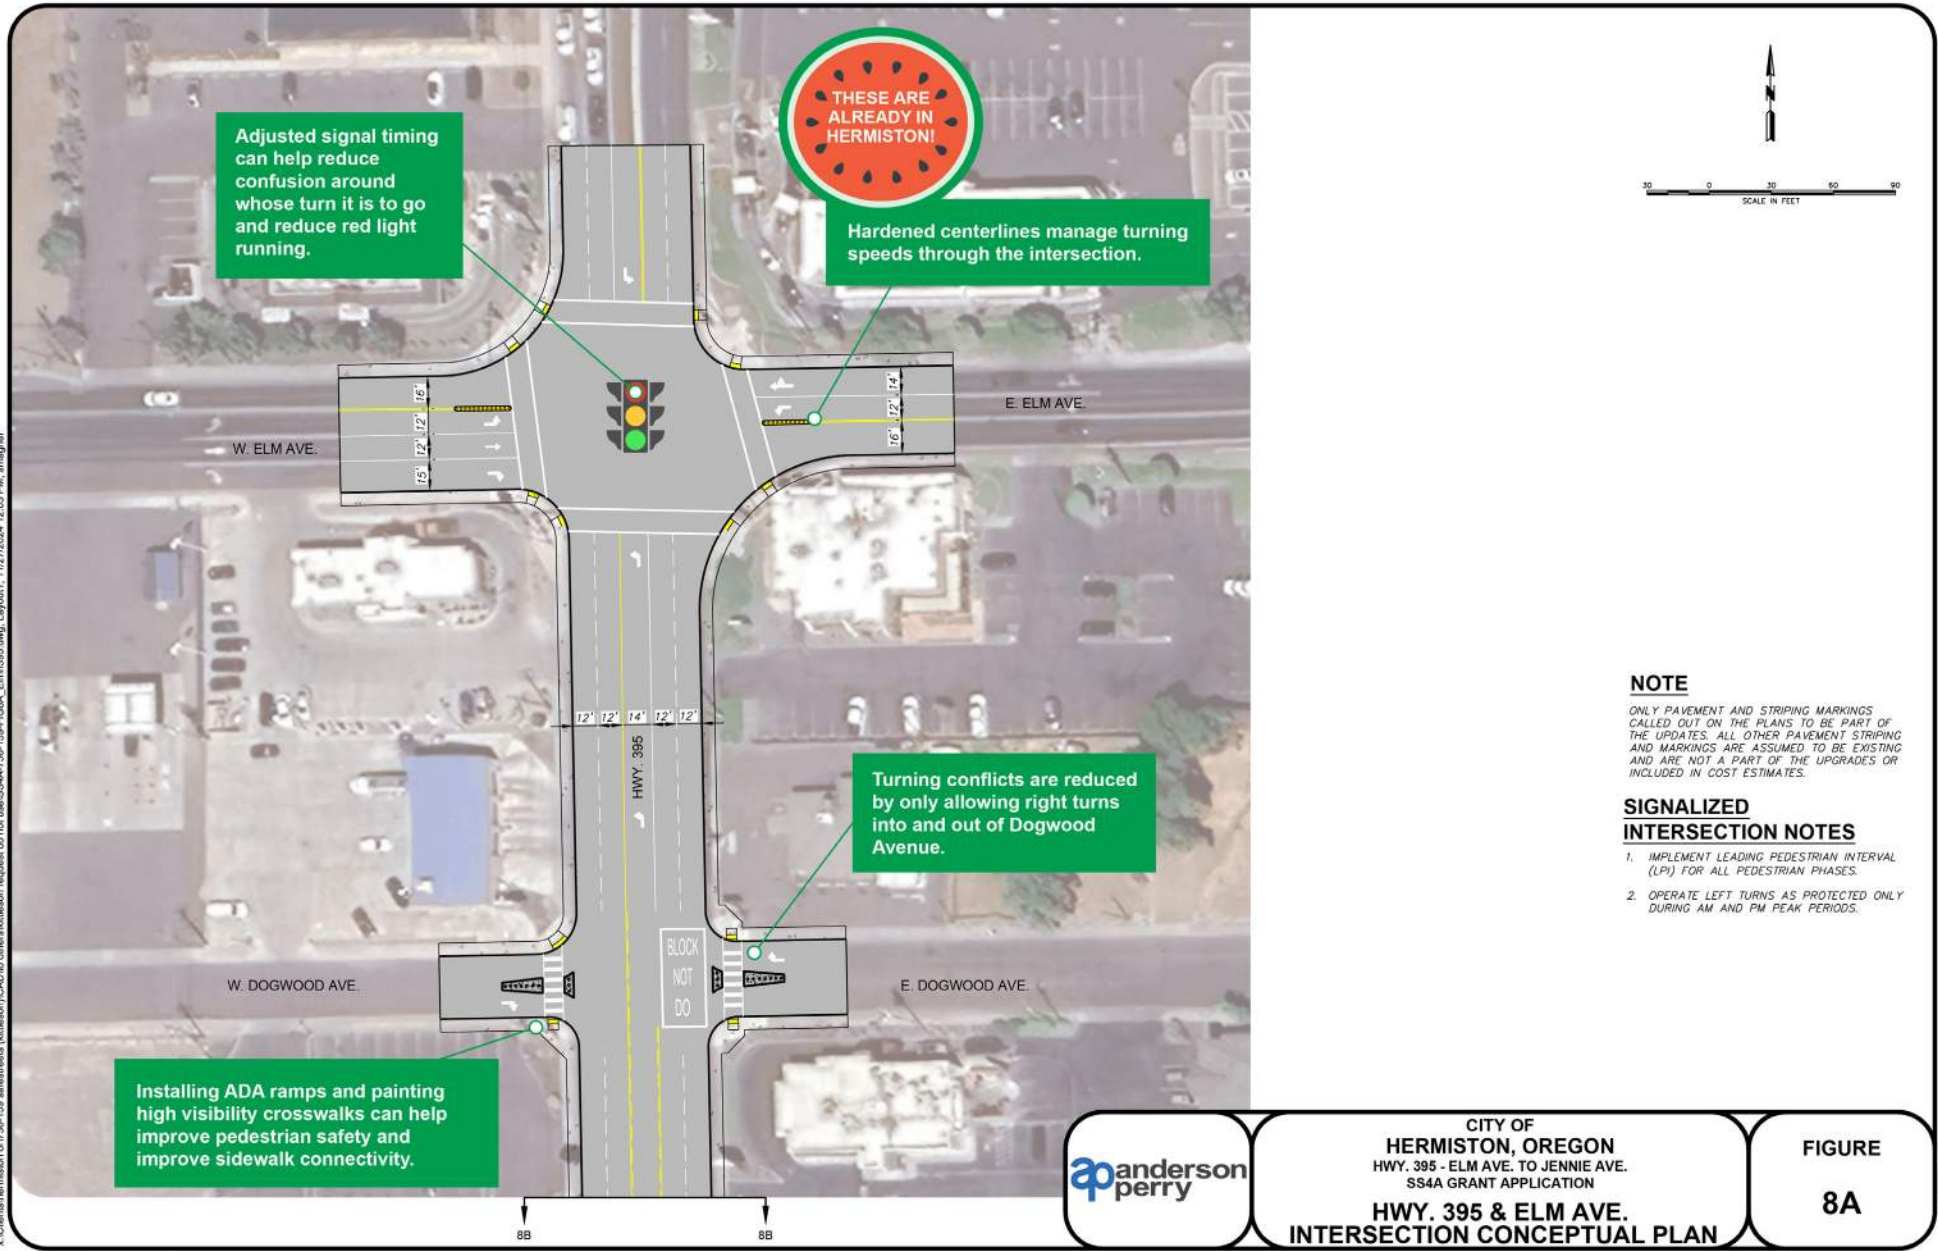 THESE ARE
ALREADY IN
HERMISTON!
Adjusted signal timing
can help reduce
confusion around
whose turn it is to go
and reduce red light
running.
Hardened centerlines manage turning
speeds through the intersection.
N
30 0 30 60 90
SCALE IN FEET
16'
12'
12'
15'
W. ELM AVE.
14'
12'
16'
E. ELM AVE.
12' 12' 14' 12' 12'
HWY. 395
Turning conflicts are reduced
by only allowing right turns
into and out of Dogwood
Avenue.
BLOCK
NOT
DO
W. DOGWOOD AVE.
E. DOGWOOD AVE.
Installing ADA ramps and painting
high visibility crosswalks can help
improve pedestrian safety and
improve sidewalk connectivity.
8B
8B
NOTE
ONLY PAVEMENT AND STRIPING MARKINGS
CALLED OUT ON THE PLANS TO BE PART OF
THE UPDATES. ALL OTHER PAVEMENT STRIPING
AND MARKINGS ARE ASSUMED TO BE EXISTING
AND ARE NOT A PART OF THE UPGRADES OR
INCLUDED IN COST ESTIMATES.
SIGNALIZED
INTERSECTION NOTES
1. IMPLEMENT LEADING PEDESTRIAN INTERVAL
(LPI) FOR ALL PEDESTRIAN PHASES.
2. OPERATE LEFT TURNS AS PROTECTED ONLY
DURING AM AND PM PEAK PERIODS.
ap anderson
perry
CITY OF
HERMISTON, OREGON
HWY. 395 - ELM AVE. TO JENNIE AVE.
SS4A GRANT APPLICATION
HWY. 395 & ELM AVE.
INTERSECTION CONCEPTUAL PLAN
FIGURE
8A